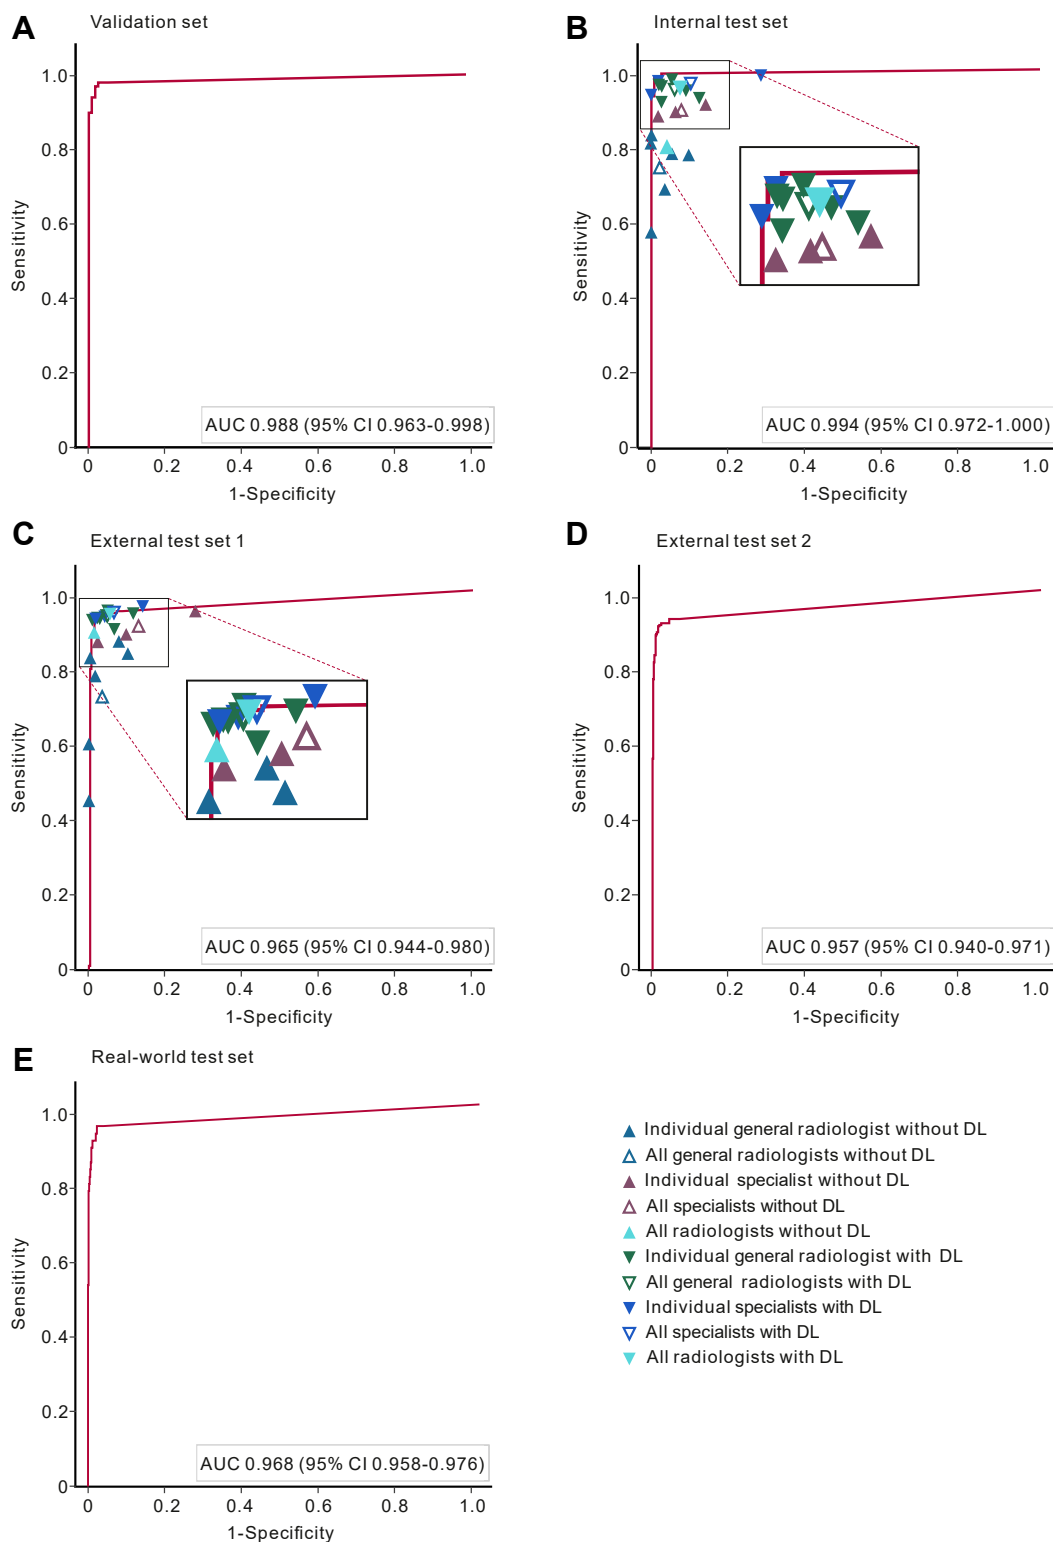 A
Validation set
1.0
0.8
0.6
0.4
0.2
0
Sensitivity
AUC 0.988 (95% CI 0.963-0.998)
0 0.2 0.4 0.6 0.8 1.0
1-Specificity
B
Internal test set
1.0
0.8
0.6
0.4
0.2
0
Sensitivity
AUC 0.994 (95% CI 0.972-1.000)
0 0.2 0.4 0.6 0.8 1.0
1-Specificity
C
External test set 1
1.0
0.8
0.6
0.4
0.2
0
Sensitivity
AUC 0.965 (95% CI 0.944-0.980)
0 0.2 0.4 0.6 0.8 1.0
1-Specificity
D
External test set 2
1.0
0.8
0.6
0.4
0.2
0
Sensitivity
AUC 0.957 (95% CI 0.940-0.971)
0 0.2 0.4 0.6 0.8 1.0
1-Specificity
E
Real-world test set
1.0
0.8
0.6
0.4
0.2
0
Sensitivity
AUC 0.968 (95% CI 0.958-0.976)
0 0.2 0.4 0.6 0.8 1.0
1-Specificity
Individual general radiologist without DL
All general radiologists without DL
Individual specialist without DL
All specialists without DL
All radiologists without DL
Individual general radiologist with DL
All general radiologists with DL
Individual specialists with DL
All specialists with DL
All radiologists with DL